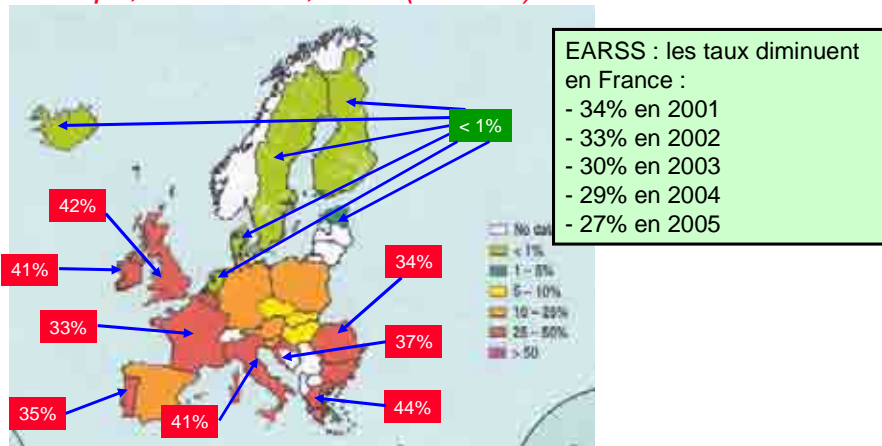 < 1%
42%
41%
33%
35%
41%
34%
37%
44%
No data
< 1%
1 – 5%
5 – 10%
10 – 25%
25 – 50%
> 50
EARSS : les taux diminuent
en France :
- 34% en 2001
- 33% en 2002
- 30% en 2003
- 29% en 2004
- 27% en 2005